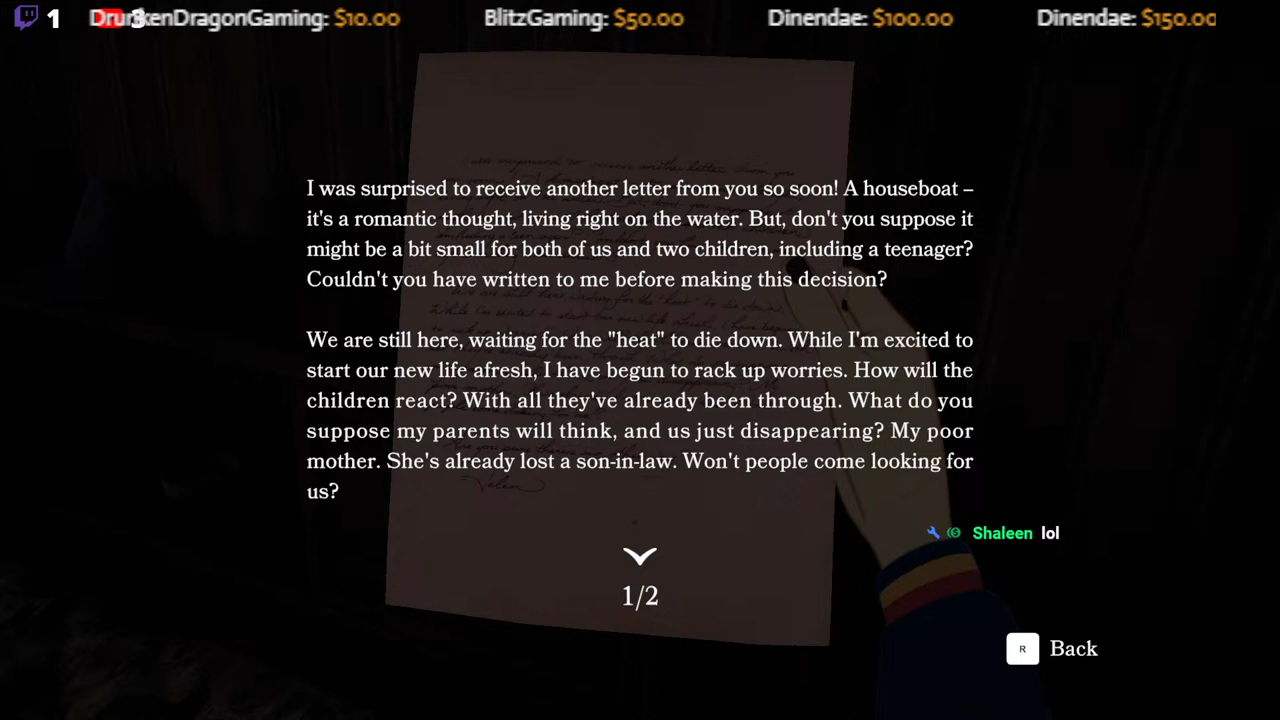 1 3 DrunkenDragonGaming: $10.00 BlitzGaming: $50.00 Dinendae: $100.00 Dinendae: $150.00
I was surprised to receive another letter from you so soon! A houseboat –
it's a romantic thought, living right on the water. But, don't you suppose it
might be a bit small for both of us and two children, including a teenager?
Couldn't you have written to me before making this decision?
We are still here, waiting for the "heat" to die down. While I'm excited to
start our new life afresh, I have begun to rack up worries. How will the
children react? With all they've already been through. What do you
suppose my parents will think, and us just disappearing? My poor
mother. She's already lost a son-in-law. Won't people come looking for
us?
Shaleen lol
1/2
R Back